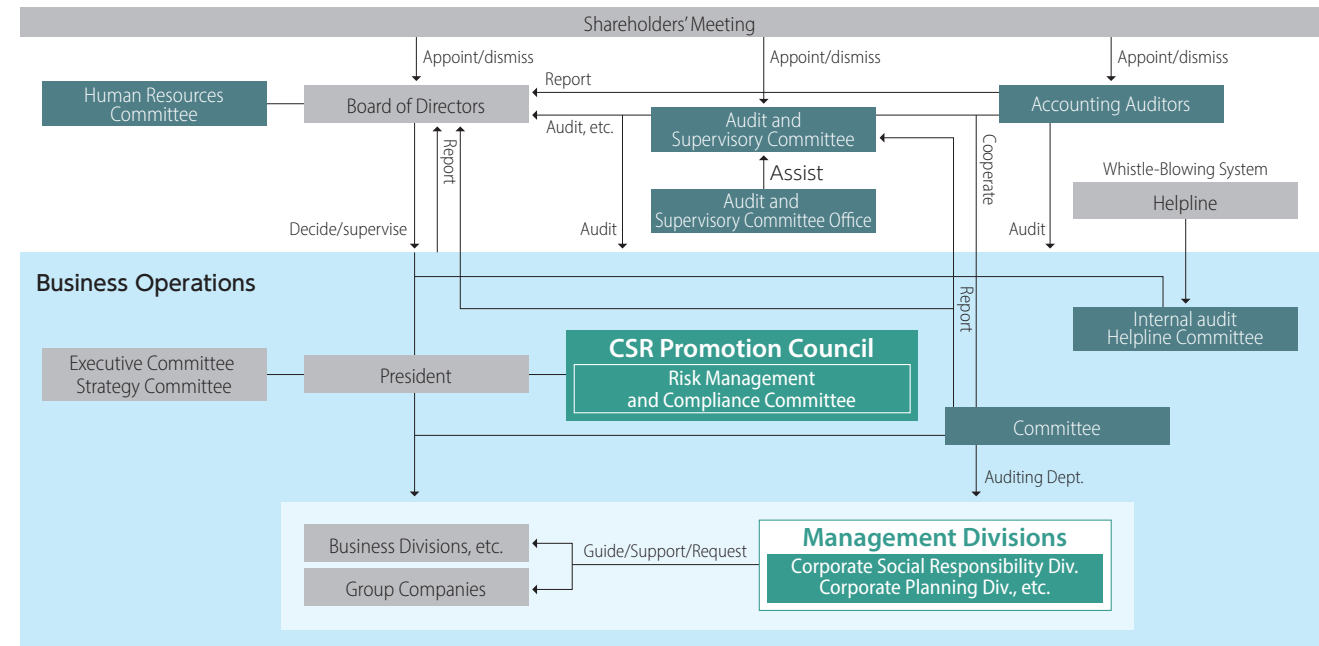 Shareholders' Meeting
Appoint/dismiss
Appoint/dismiss
Appoint/dismiss
Human Resources
Committee
Board of Directors
Report
Accounting Auditors
Audit, etc.
Audit and
Supervisory Committee
Report
Cooperate
Assist
Audit and
Supervisory Committee Office
Whistle-Blowing System
Helpline
Decide/supervise
Audit
Audit
Business Operations
Report
Internal audit
Helpline Committee
Executive Committee
Strategy Committee
President
CSR Promotion Council
Risk Management
and Compliance Committee
Committee
Auditing Dept.
Business Divisions, etc.
Group Companies
Guide/Support/Request
Management Divisions
Corporate Social Responsibility Div.
Corporate Planning Div., etc.